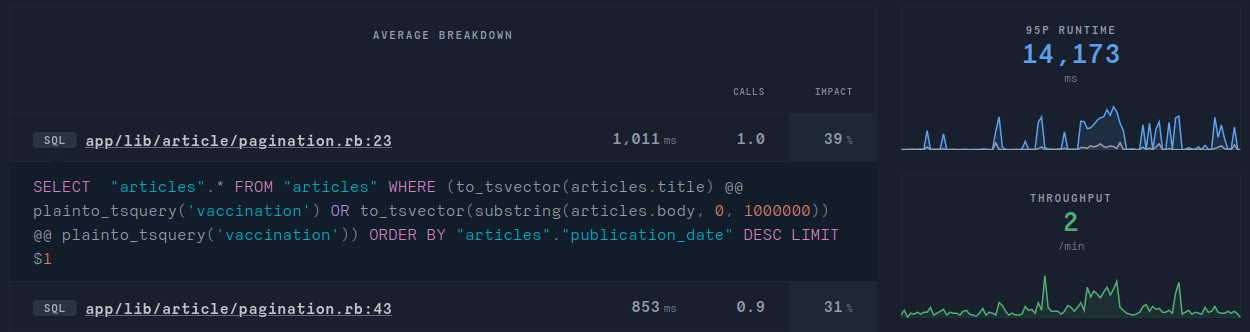 AVERAGE BREAKDOWN
CALLS IMPACT
SQL app/lib/article/pagination.rb:23 1,011 ms 1.0 39 %
SELECT  "articles".* FROM "articles" WHERE (to_tsvector(articles.title) @@
plainto_tsquery('vaccination') OR to_tsvector(substring(articles.body, 0, 1000000))
@@ plainto_tsquery('vaccination')) ORDER BY "articles"."publication_date" DESC LIMIT
$1
SQL app/lib/article/pagination.rb:43 853 ms 0.9 31 %
95P RUNTIME
14,173
ms
THROUGHPUT
2
/min